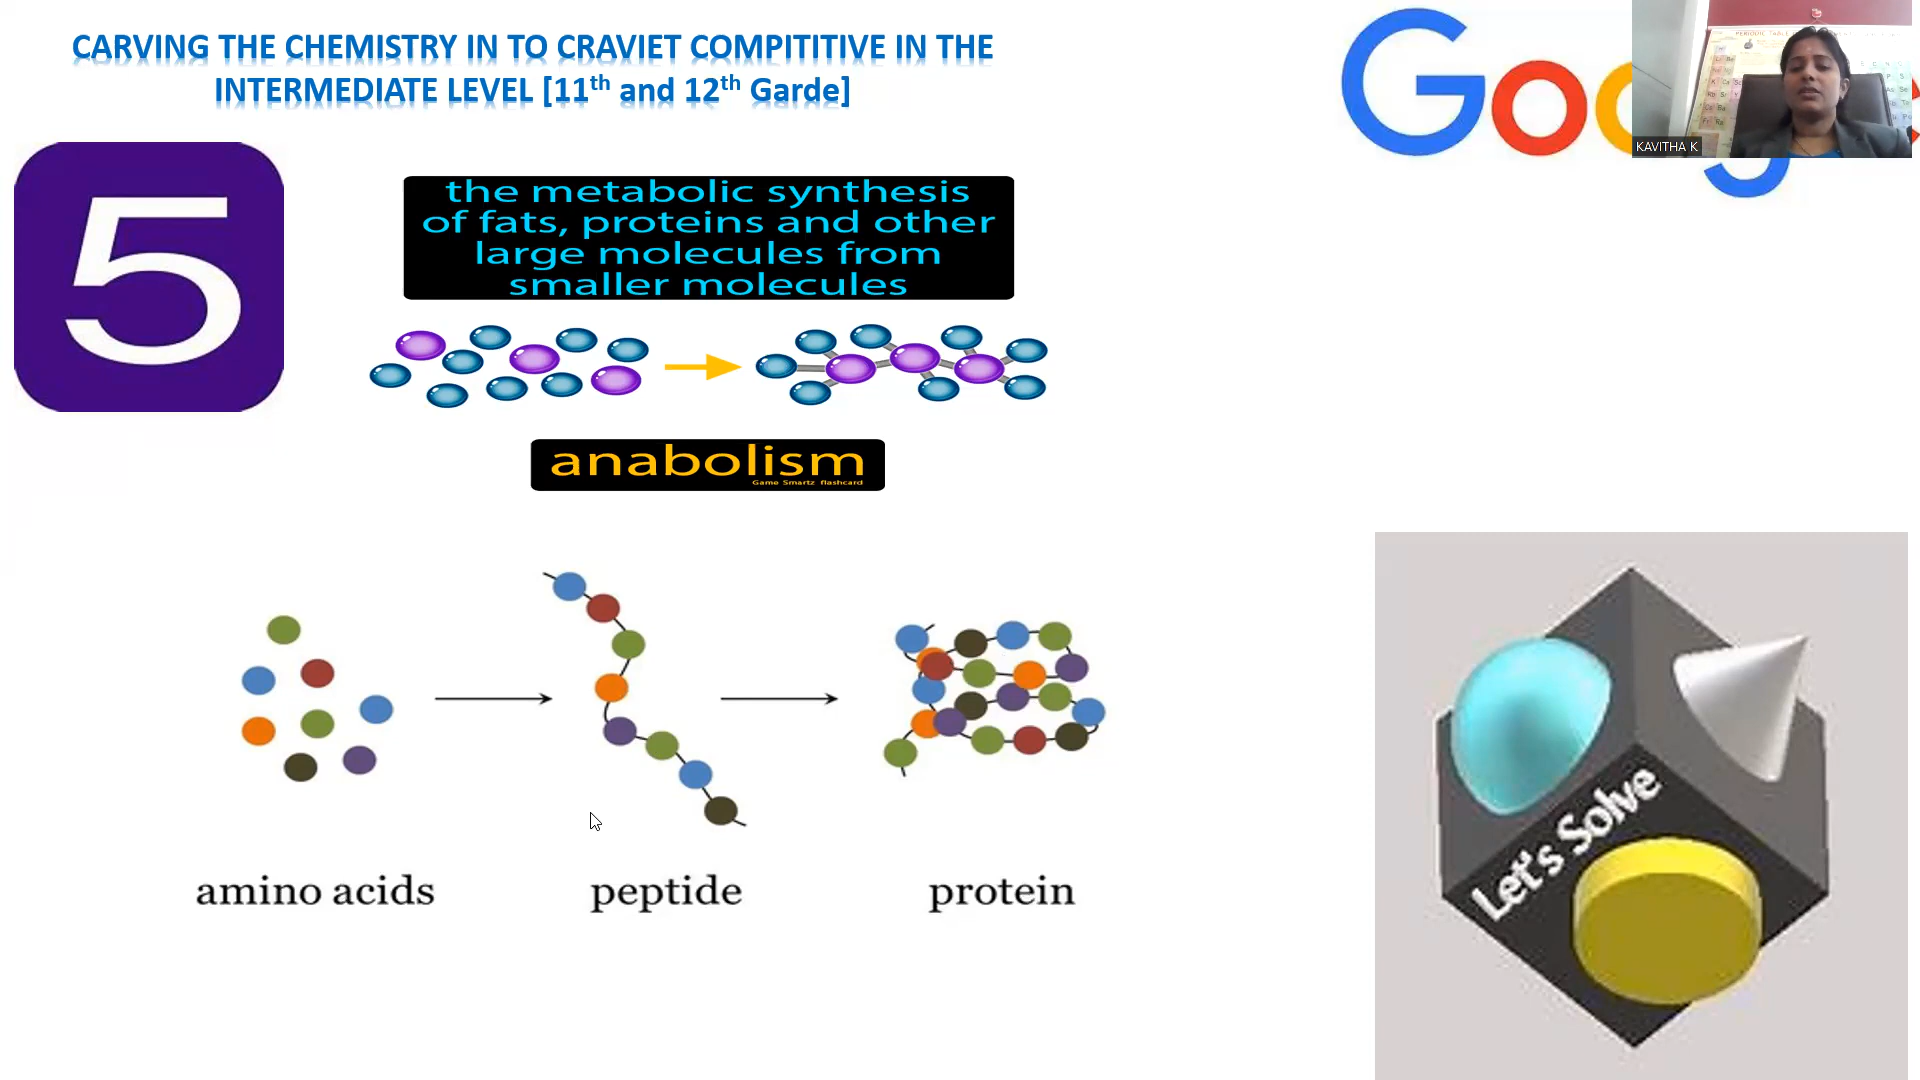 CARVING THE CHEMISTRY IN TO CRAVIET COMPITITIVE IN THE
INTERMEDIATE LEVEL [11th and 12th Garde]
5
the metabolic synthesis
of fats, proteins and other
large molecules from
smaller molecules
anabolism
Game Smartz flashcard
amino acids
peptide
protein
KAVITHA K
Let's Solve